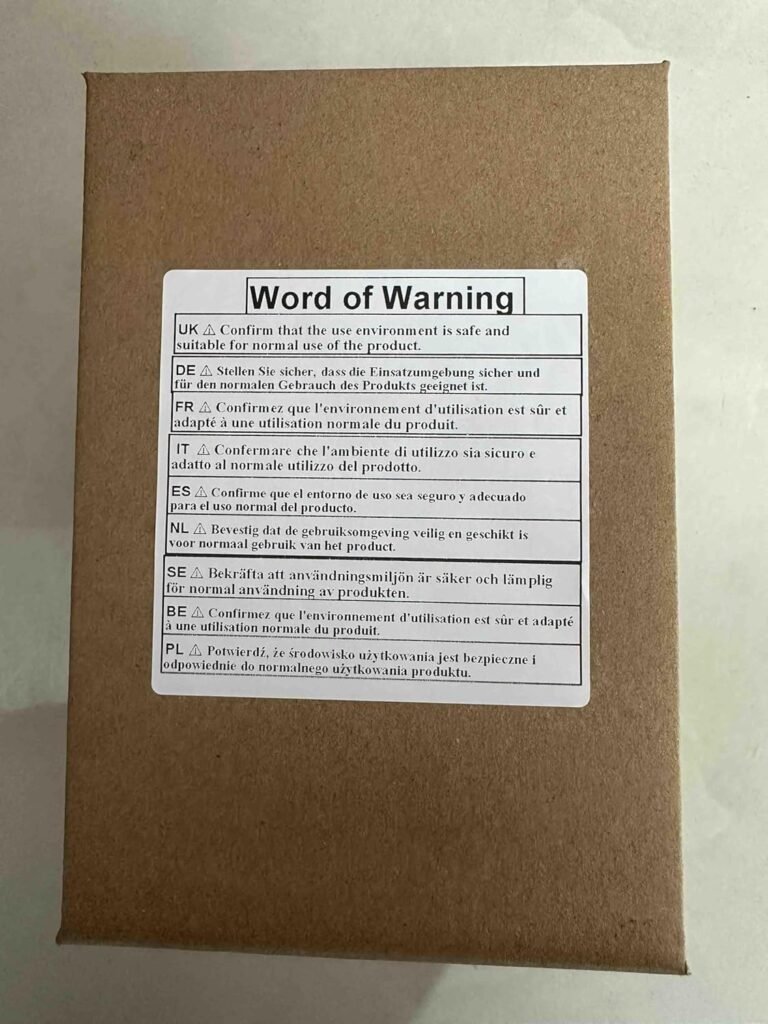 Word of Warning
UK ⚠ Confirm that the use environment is safe and
suitable for normal use of the product.
DE ⚠ Stellen Sie sicher, dass die Einsatzumgebung sicher und
für den normalen Gebrauch des Produkts geeignet ist.
FR ⚠ Confirmez que l'environnement d'utilisation est sûr et
adapté à une utilisation normale du produit.
IT ⚠ Confermare che l'ambiente di utilizzo sia sicuro e
adatto al normale utilizzo del prodotto.
ES ⚠ Confirme que el entorno de uso sea seguro y adecuado
para el uso normal del producto.
NL ⚠ Bevestig dat de gebruiksomgeving veilig en geschikt is
voor normaal gebruik van het product.
SE ⚠ Bekräfta att användningsmiljön är säker och lämplig
för normal användning av produkten.
BE ⚠ Confirmez que l'environnement d'utilisation est sûr et adapté
à une utilisation normale du produit.
PL ⚠ Potwierdź, że środowisko użytkowania jest bezpieczne i
odpowiednie do normalnego użytkowania produktu.